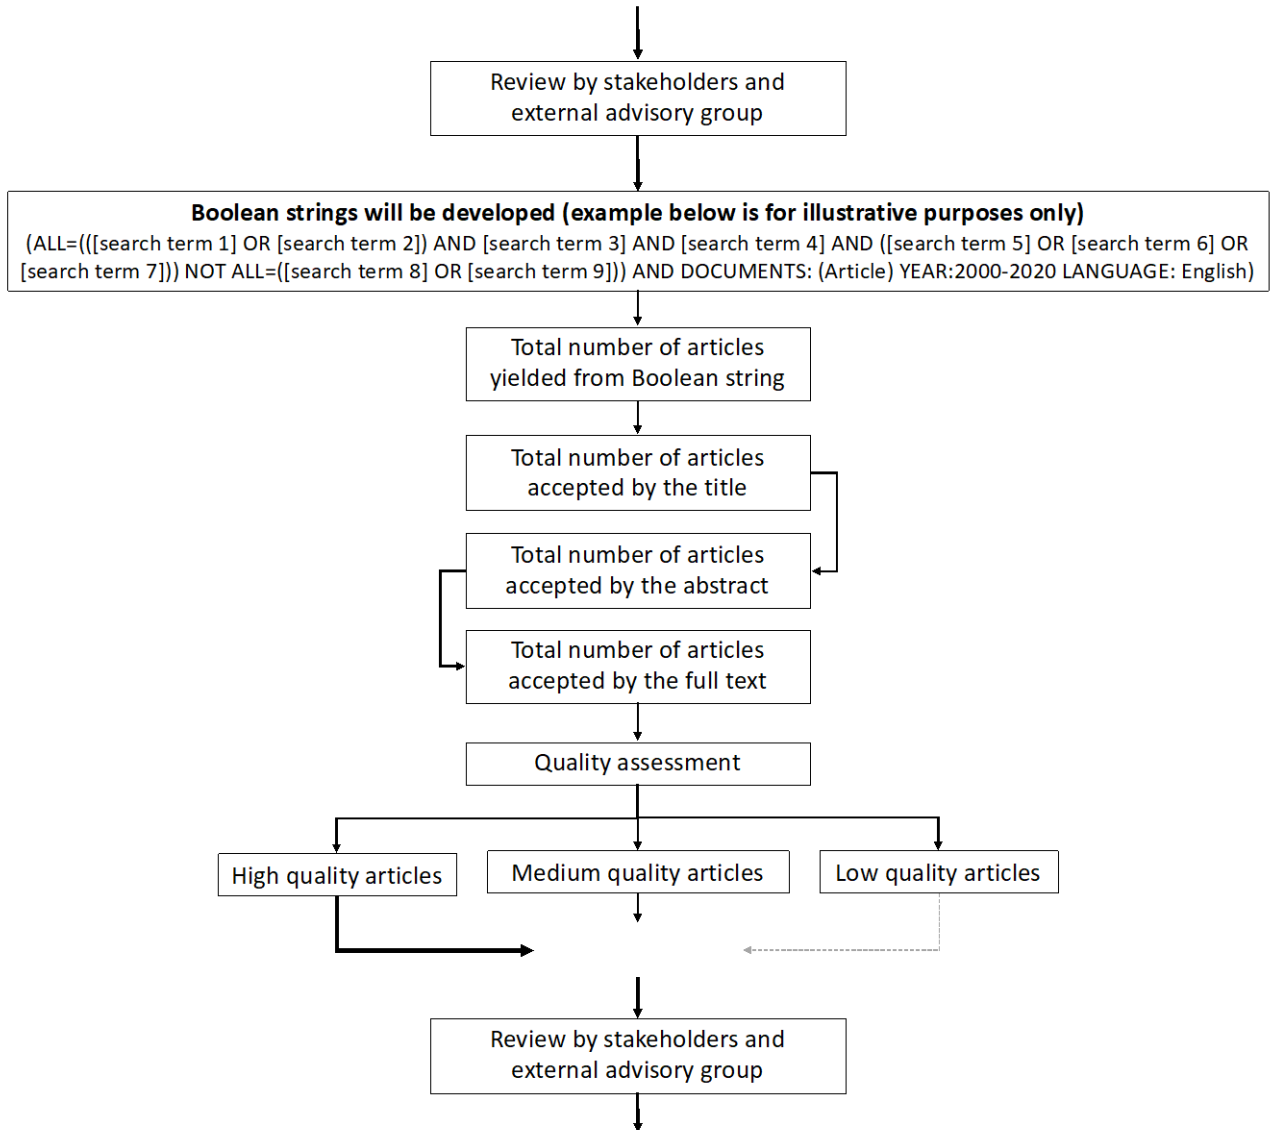 Review by stakeholders and
external advisory group
Boolean strings will be developed (example below is for illustrative purposes only)
(ALL=(([search term 1] OR [search term 2]) AND [search term 3] AND [search term 4] AND ([search term 5] OR [search term 6] OR
[search term 7])) NOT ALL=([search term 8] OR [search term 9])) AND DOCUMENTS: (Article) YEAR:2000-2020 LANGUAGE: English)
Total number of articles
yielded from Boolean string
Total number of articles
accepted by the title
Total number of articles
accepted by the abstract
Total number of articles
accepted by the full text
Quality assessment
High quality articles
Medium quality articles
Low quality articles
Review by stakeholders and
external advisory group